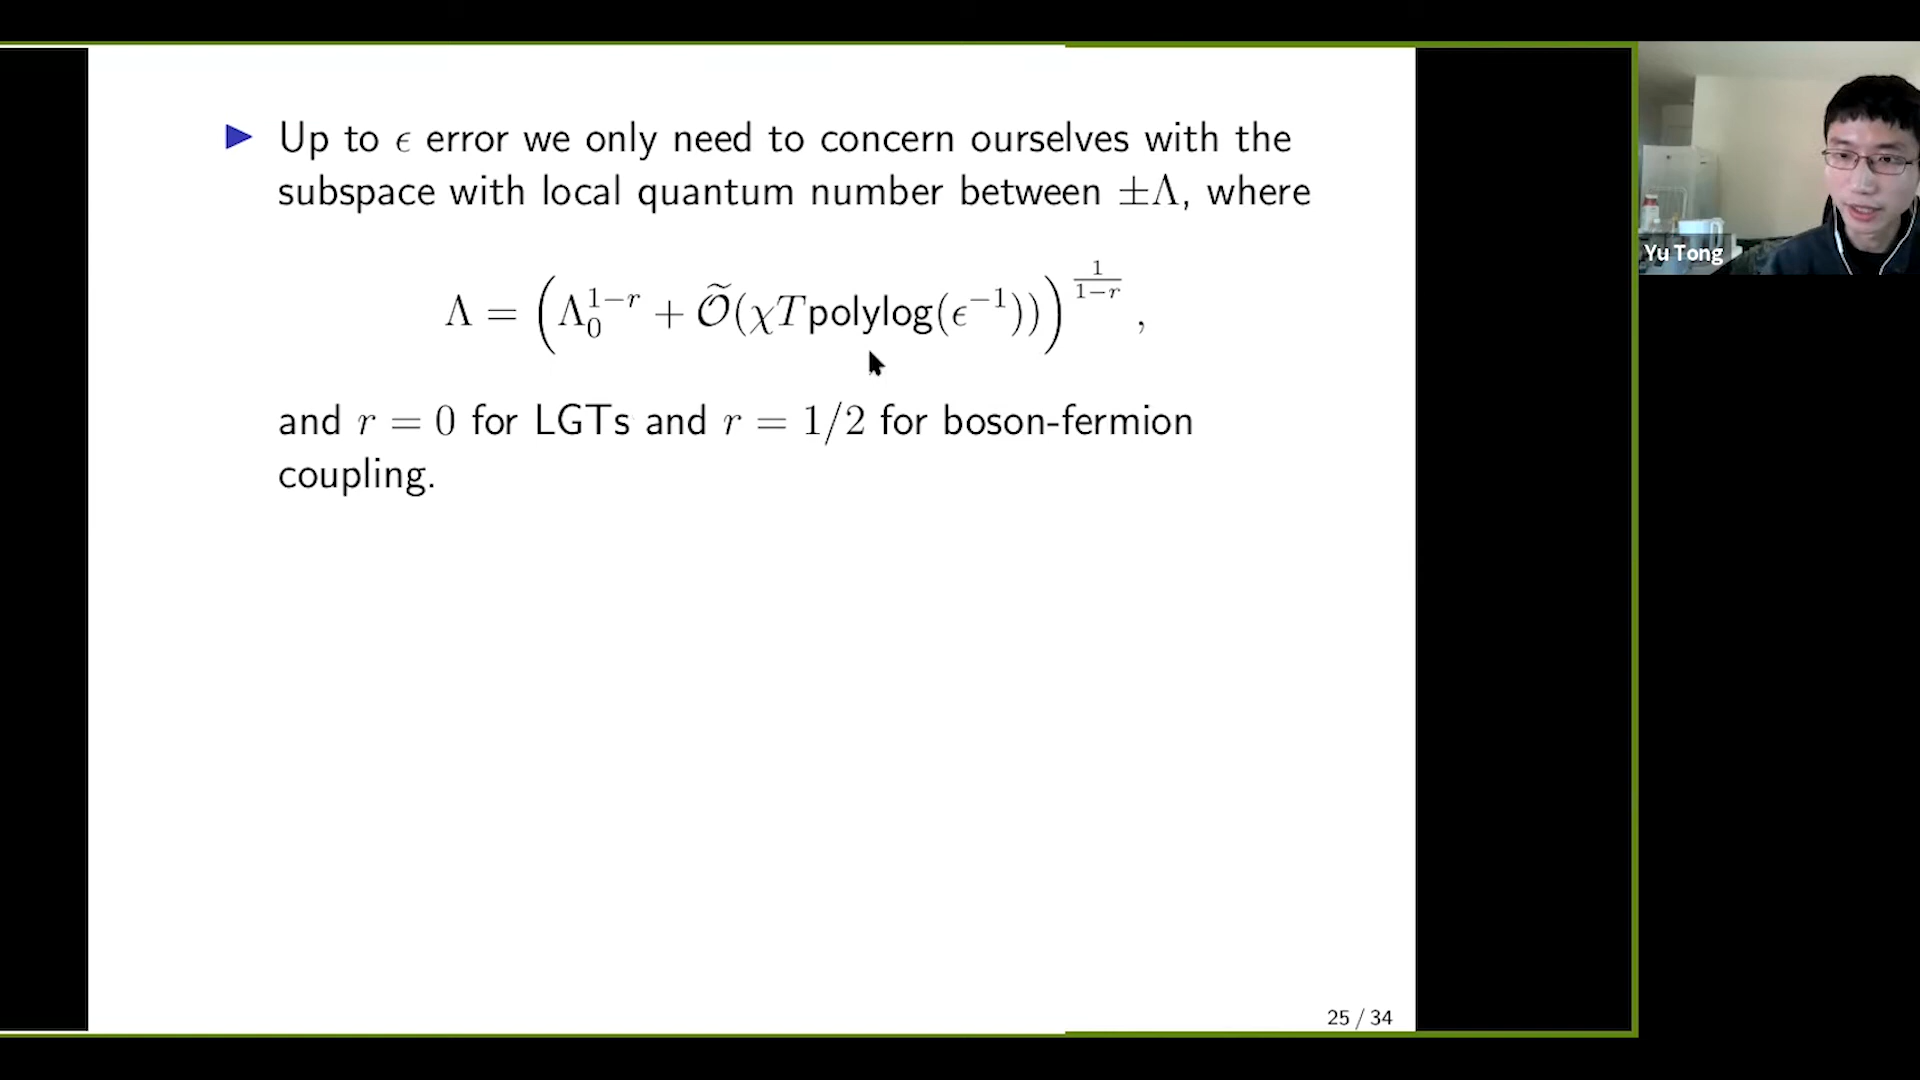 Up to ϵ error we only need to concern ourselves with the
subspace with local quantum number between ±Λ, where
Λ = (Λ₀^{1−r} + Õ(χT polylog(ϵ^{−1})))^{1/(1−r)},
and r = 0 for LGTs and r = 1/2 for boson-fermion
coupling.
25 / 34
Yu Tong